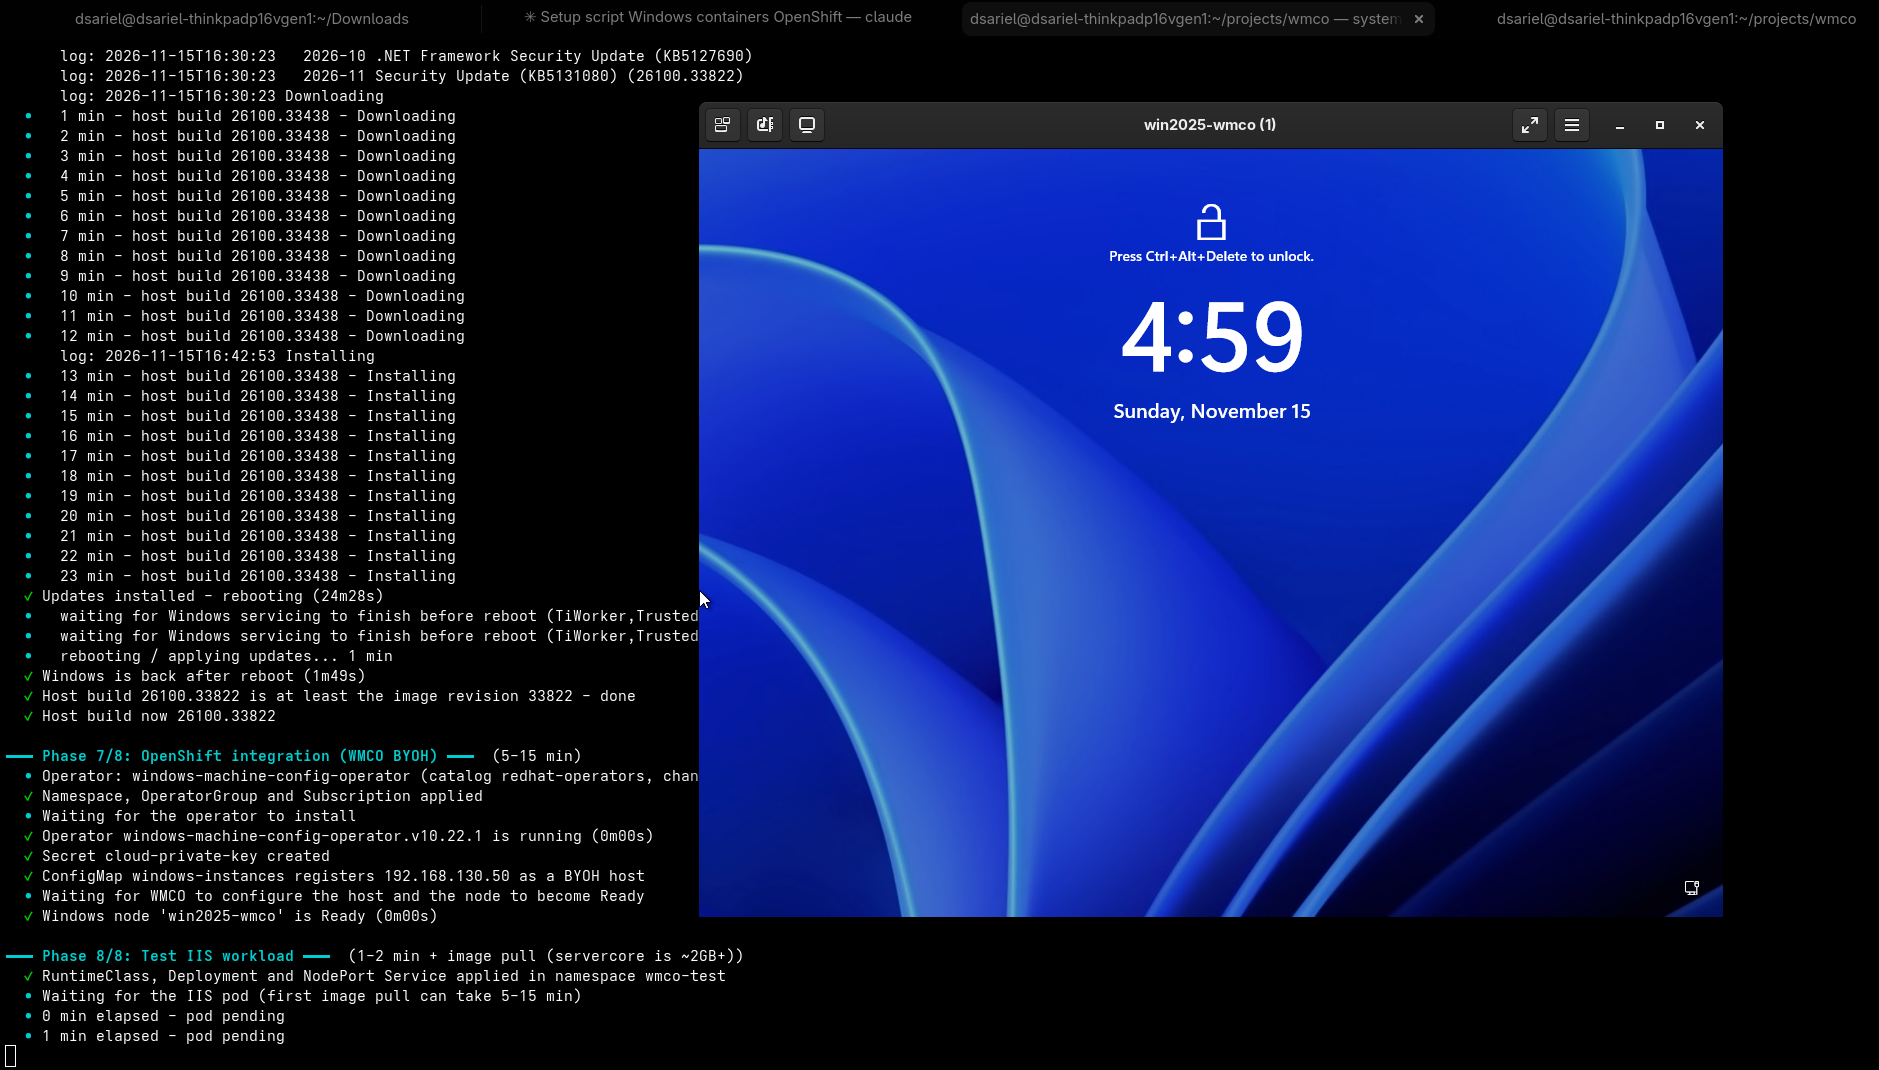 dsariel@dsariel-thinkpadp16vgen1:~/Downloads
✳ Setup script Windows containers OpenShift — claude
dsariel@dsariel-thinkpadp16vgen1:~/projects/wmco — system
dsariel@dsariel-thinkpadp16vgen1:~/projects/wmco
log: 2026-11-15T16:30:23   2026-10 .NET Framework Security Update (KB5127690)
log: 2026-11-15T16:30:23   2026-11 Security Update (KB5131080) (26100.33822)
log: 2026-11-15T16:30:23 Downloading
• 1 min - host build 26100.33438 - Downloading
• 2 min - host build 26100.33438 - Downloading
• 3 min - host build 26100.33438 - Downloading
• 4 min - host build 26100.33438 - Downloading
• 5 min - host build 26100.33438 - Downloading
• 6 min - host build 26100.33438 - Downloading
• 7 min - host build 26100.33438 - Downloading
• 8 min - host build 26100.33438 - Downloading
• 9 min - host build 26100.33438 - Downloading
• 10 min - host build 26100.33438 - Downloading
• 11 min - host build 26100.33438 - Downloading
• 12 min - host build 26100.33438 - Downloading
log: 2026-11-15T16:42:53 Installing
• 13 min - host build 26100.33438 - Installing
• 14 min - host build 26100.33438 - Installing
• 15 min - host build 26100.33438 - Installing
• 16 min - host build 26100.33438 - Installing
• 17 min - host build 26100.33438 - Installing
• 18 min - host build 26100.33438 - Installing
• 19 min - host build 26100.33438 - Installing
• 20 min - host build 26100.33438 - Installing
• 21 min - host build 26100.33438 - Installing
• 22 min - host build 26100.33438 - Installing
• 23 min - host build 26100.33438 - Installing
✓ Updates installed - rebooting (24m28s)
• waiting for Windows servicing to finish before reboot (TiWorker,Trusted
• waiting for Windows servicing to finish before reboot (TiWorker,Trusted
• rebooting / applying updates... 1 min
✓ Windows is back after reboot (1m49s)
✓ Host build 26100.33822 is at least the image revision 33822 - done
✓ Host build now 26100.33822
Phase 7/8: OpenShift integration (WMCO BYOH) (5-15 min)
• Operator: windows-machine-config-operator (catalog redhat-operators, chan
✓ Namespace, OperatorGroup and Subscription applied
• Waiting for the operator to install
✓ Operator windows-machine-config-operator.v10.22.1 is running (0m00s)
✓ Secret cloud-private-key created
✓ ConfigMap windows-instances registers 192.168.130.50 as a BYOH host
• Waiting for WMCO to configure the host and the node to become Ready
✓ Windows node 'win2025-wmco' is Ready (0m00s)
Phase 8/8: Test IIS workload (1-2 min + image pull (servercore is ~2GB+))
✓ RuntimeClass, Deployment and NodePort Service applied in namespace wmco-test
• Waiting for the IIS pod (first image pull can take 5-15 min)
• 0 min elapsed - pod pending
• 1 min elapsed - pod pending
win2025-wmco (1)
Press Ctrl+Alt+Delete to unlock.
4:59
Sunday, November 15